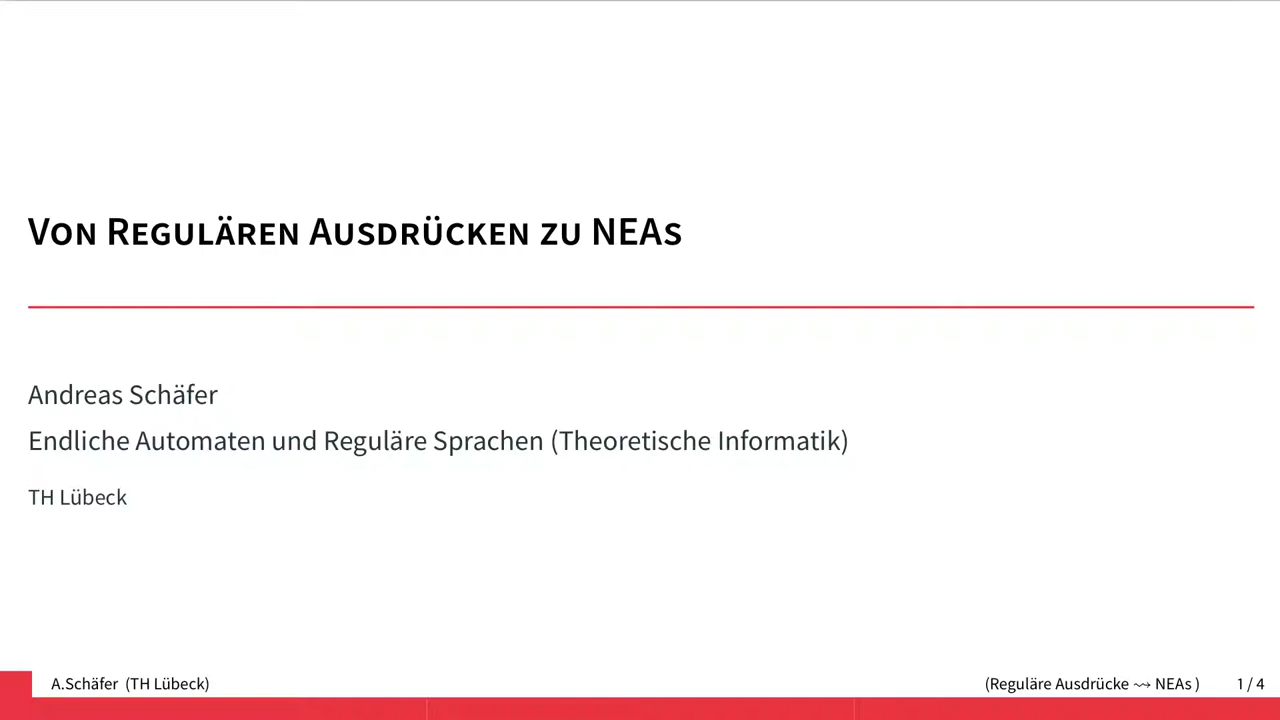 Von Regulären Ausdrücken zu NEAs
Andreas Schäfer
Endliche Automaten und Reguläre Sprachen (Theoretische Informatik)
TH Lübeck
A.Schäfer (TH Lübeck)
(Reguläre Ausdrücke ⇝ NEAs )
1 / 4